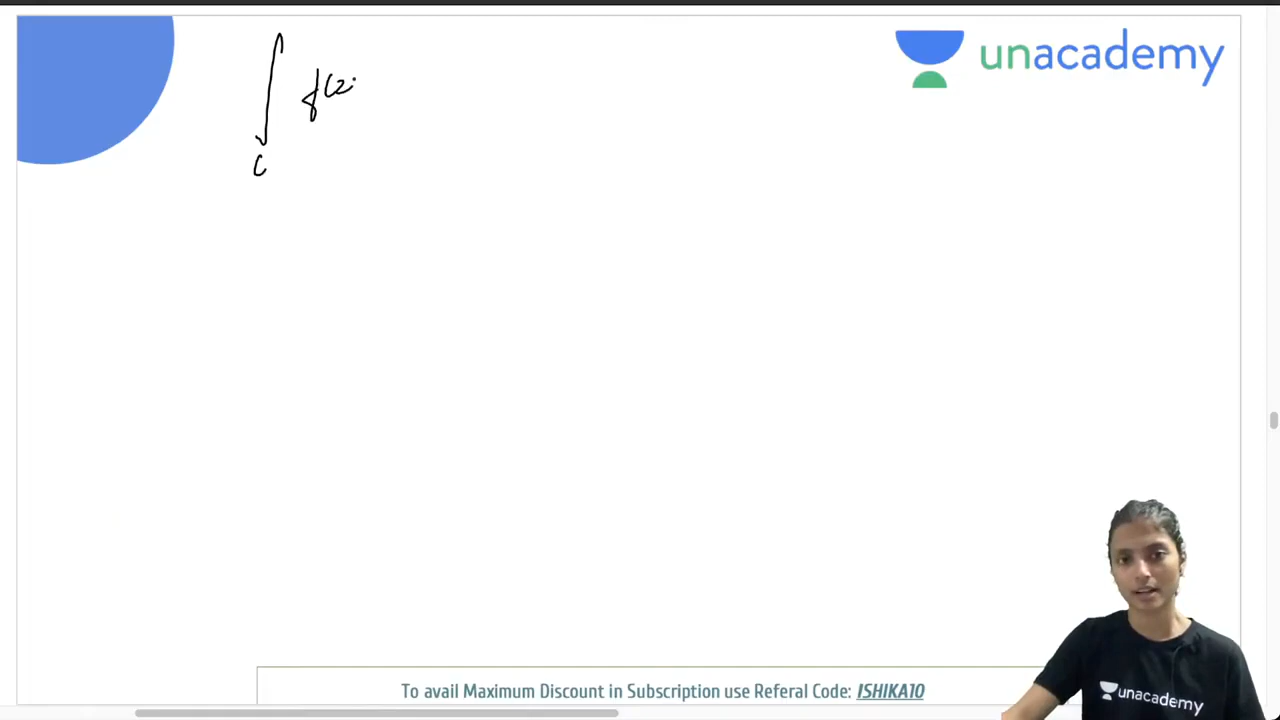 unacademy
∫ f(z
C
To avail Maximum Discount in Subscription use Referal Code: ISHIKA10
unacademy